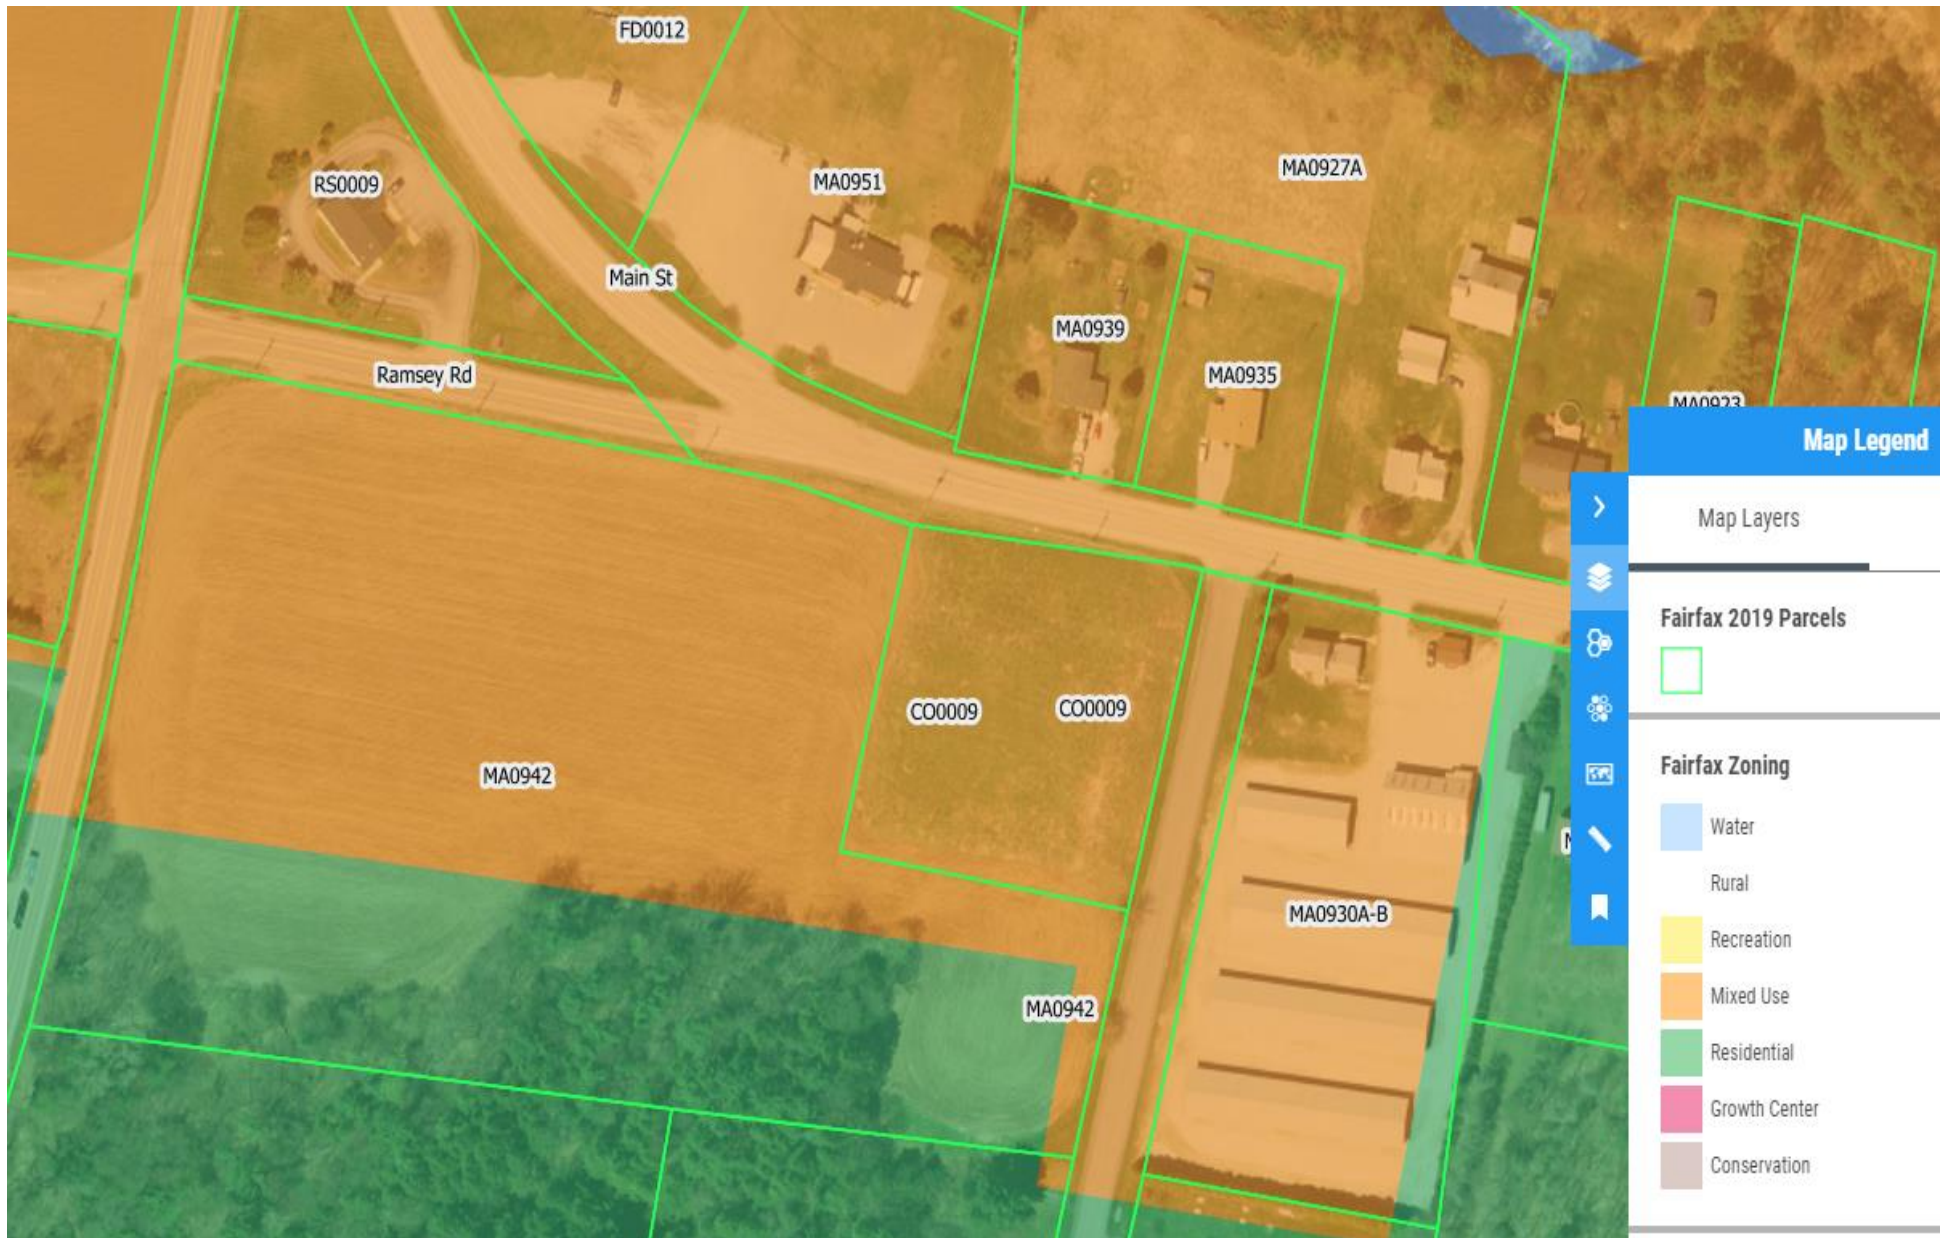 FD0012
RS0009
MA0951
MA0927A
Main St
MA0939
MA0935
Ramsey Rd
MA0923
CO0009
CO0009
MA0942
MA0930A-B
MA0942
Map Legend
Map Layers
Fairfax 2019 Parcels
Fairfax Zoning
Water
Rural
Recreation
Mixed Use
Residential
Growth Center
Conservation